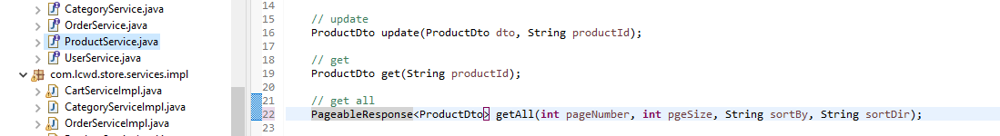 CategoryService.java
OrderService.java
ProductService.java
UserService.java
com.lcwd.store.services.impl
CartServiceImpl.java
CategoryServiceImpl.java
OrderServiceImpl.java
14
15 // update
16 ProductDto update(ProductDto dto, String productId);
17
18 // get
19 ProductDto get(String productId);
20
21 // get all
22 PageableResponse<ProductDto> getAll(int pageNumber, int pgeSize, String sortBy, String sortDir);
23